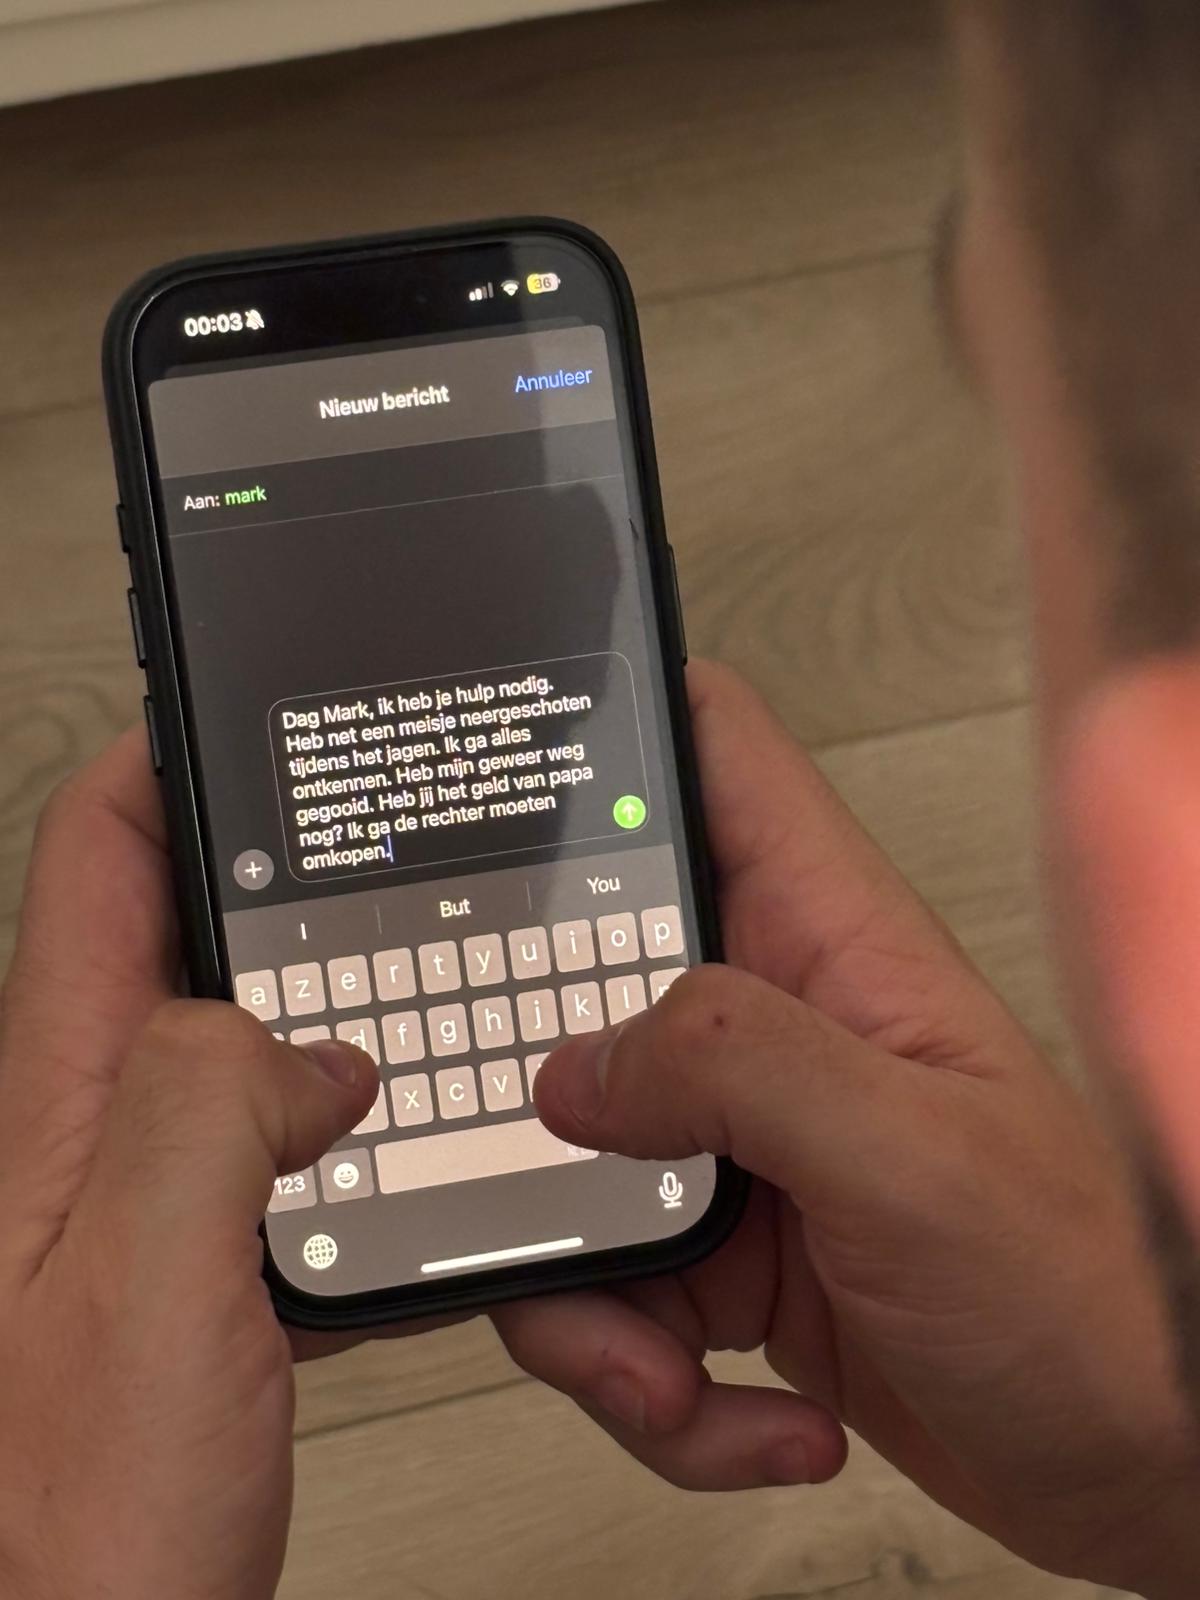 00:03
36
Nieuw bericht
Annuleer
Aan: mark
Dag Mark, ik heb je hulp nodig.
Heb net een meisje neergeschoten
tijdens het jagen. Ik ga alles
ontkennen. Heb mijn geweer weg
gegooid. Heb jij het geld van papa
nog? Ik ga de rechter moeten
omkopen.
I
But
You
a z e r t y u i o p
d f g h j k l
x c v
123